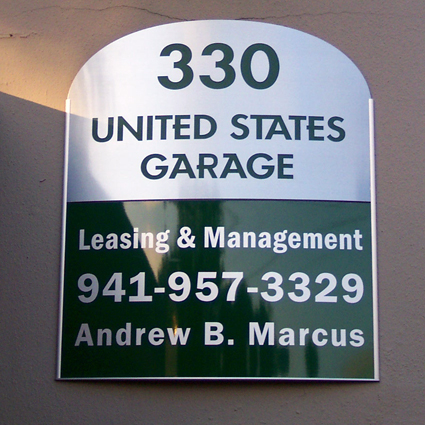 330
UNITED STATES
GARAGE
Leasing & Management
941-957-3329
Andrew B. Marcus